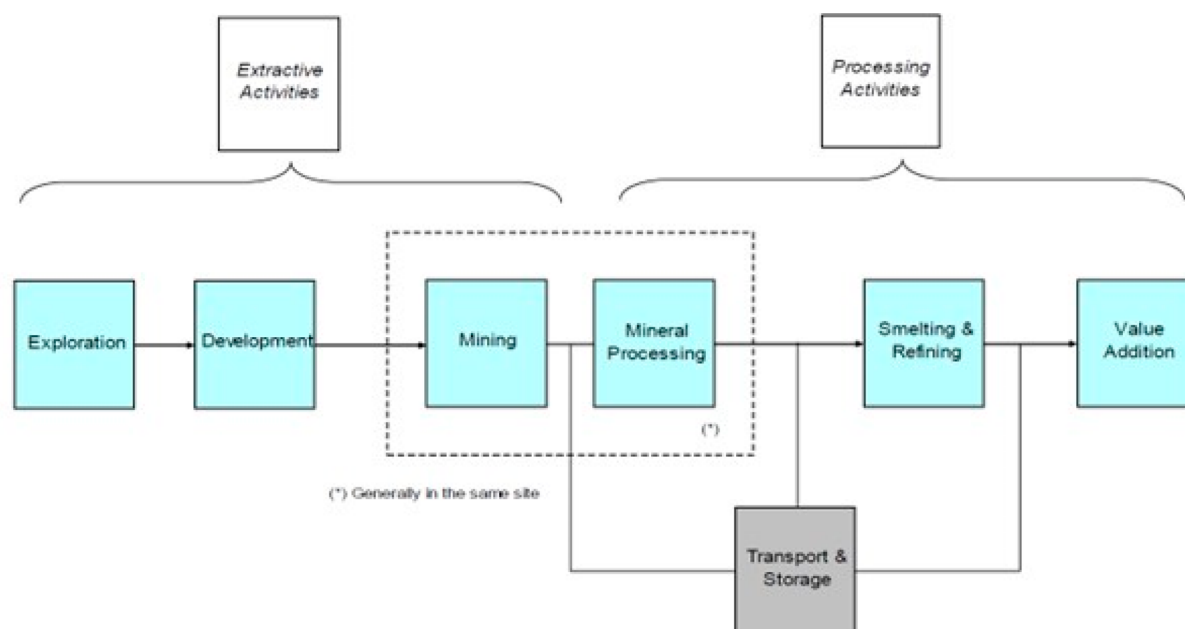 Extractive
Activities
Processing
Activities
Exploration
Development
Mining
Mineral
Processing
Smelting &
Refining
Value
Addition
(*)
(*) Generally in the same site
Transport &
Storage